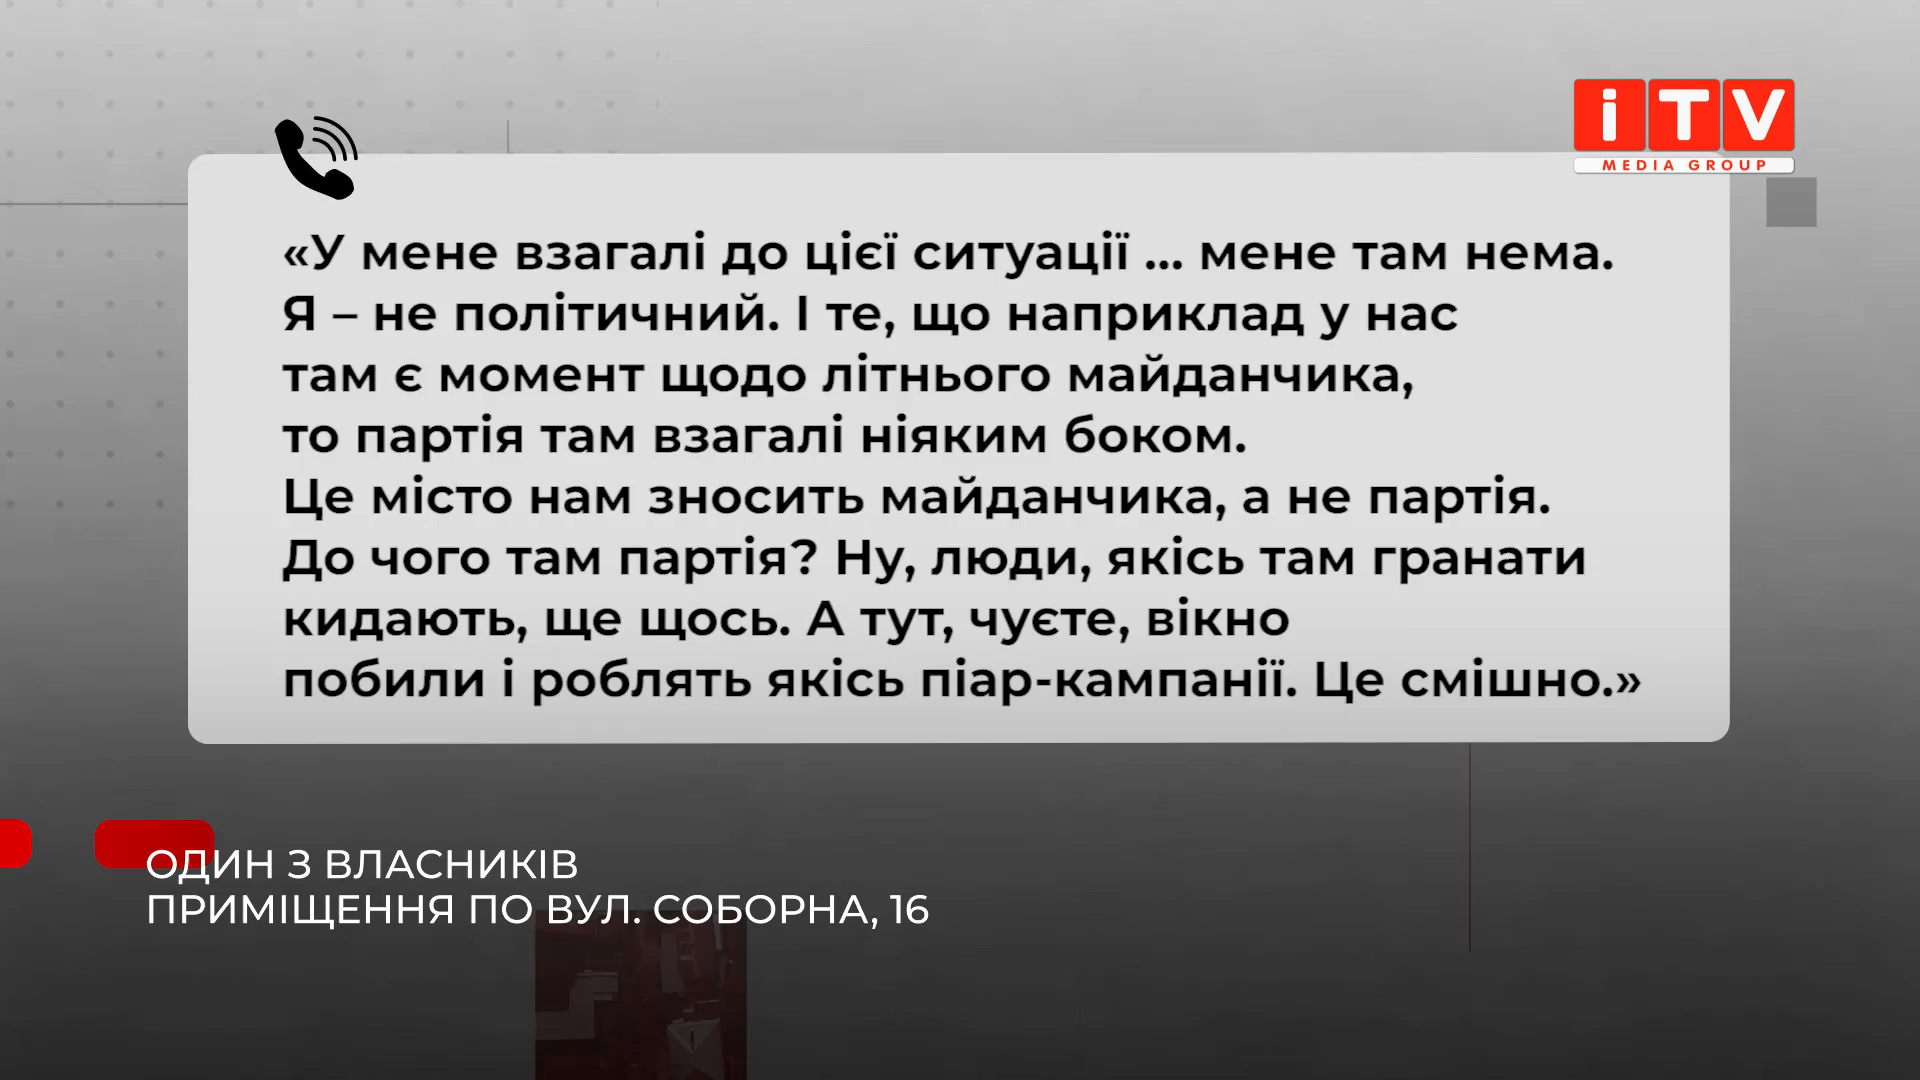 iTV
MEDIA GROUP
«У мене взагалі до цієї ситуації ... мене там нема.
Я – не політичний. І те, що наприклад у нас
там є момент щодо літнього майданчика,
то партія там взагалі ніяким боком.
Це місто нам зносить майданчика, а не партія.
До чого там партія? Ну, люди, якісь там гранати
кидають, ще щось. А тут, чуєте, вікно
побили і роблять якісь піар-кампанії. Це смішно.»
ОДИН З ВЛАСНИКІВ
ПРИМІЩЕННЯ ПО ВУЛ. СОБОРНА, 16